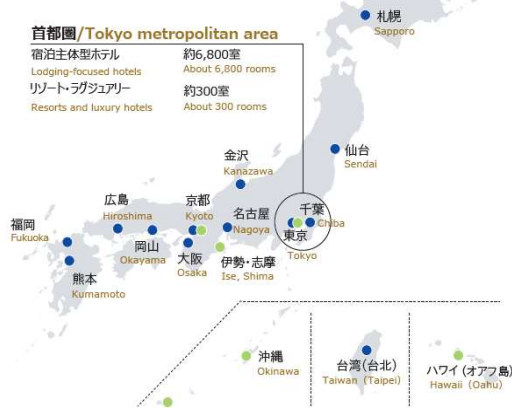 首都圏/Tokyo metropolitan area
宿泊主体型ホテル 約6,800室
Lodging-focused hotels About 6,800 rooms
リゾート・ラグジュアリー 約300室
Resorts and luxury hotels About 300 rooms
札幌
Sapporo
仙台
Sendai
金沢
Kanazawa
広島
Hiroshima
京都
Kyoto
名古屋
Nagoya
千葉
Chiba
東京
Tokyo
福岡
Fukuoka
岡山
Okayama
大阪
Osaka
伊勢・志摩
Ise, Shima
熊本
Kumamoto
沖縄
Okinawa
台湾(台北)
Taiwan (Taipei)
ハワイ (オアフ島)
Hawaii (Oahu)